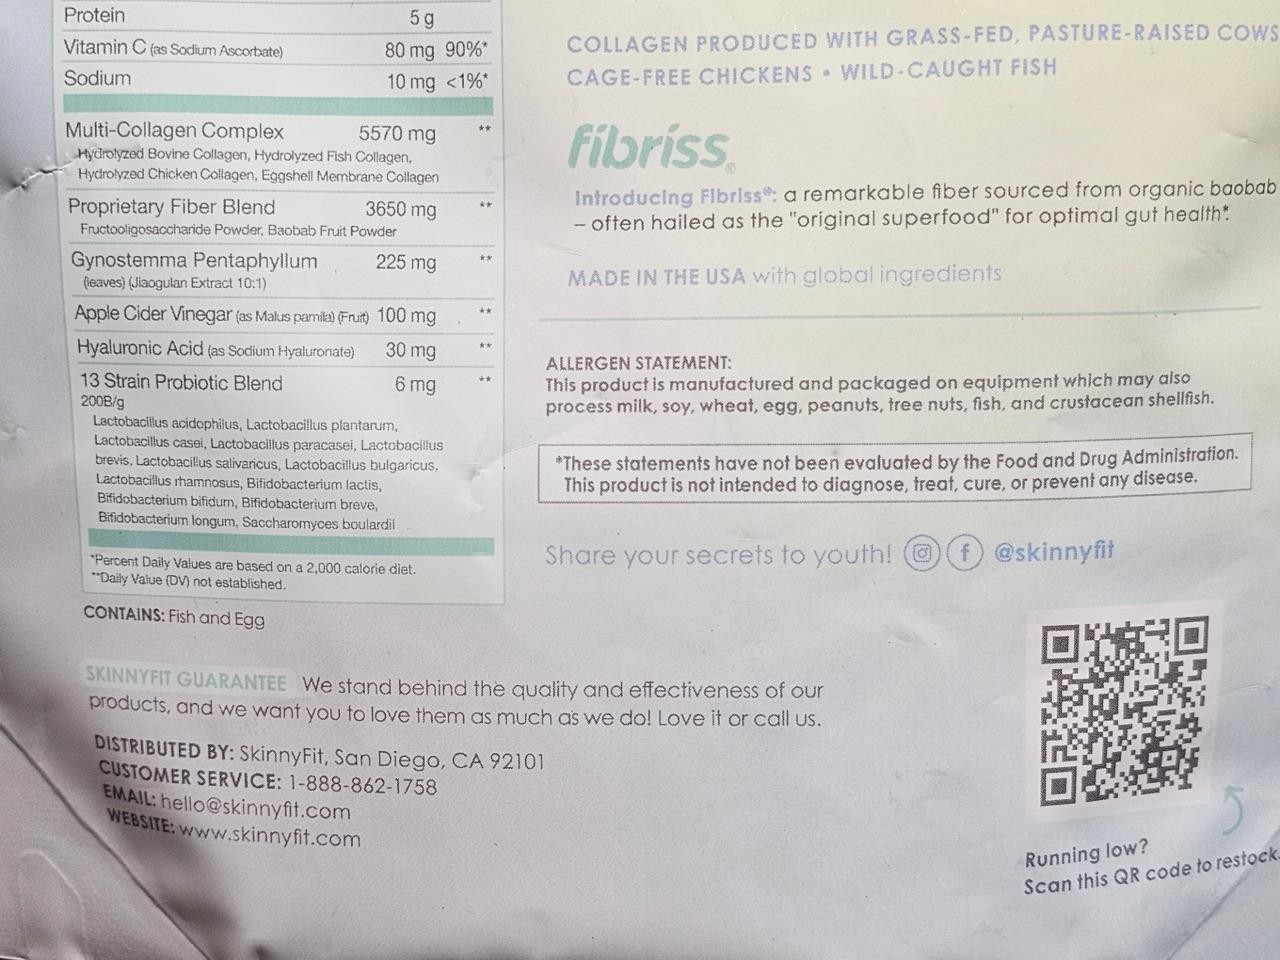 Protein 5 g
Vitamin C (as Sodium Ascorbate) 80 mg 90%*
Sodium 10 mg <1%*
Multi-Collagen Complex 5570 mg **
Hydrolyzed Bovine Collagen, Hydrolyzed Fish Collagen,
Hydrolyzed Chicken Collagen, Eggshell Membrane Collagen
Proprietary Fiber Blend 3650 mg **
Fructooligosaccharide Powder, Baobab Fruit Powder
Gynostemma Pentaphyllum 225 mg **
(leaves) (Jiaogulan Extract 10:1)
Apple Cider Vinegar (as Malus pamila) (Fruit) 100 mg **
Hyaluronic Acid (as Sodium Hyaluronate) 30 mg **
13 Strain Probiotic Blend 6 mg **
200B/g
Lactobacillus acidophilus, Lactobacillus plantarum,
Lactobacillus casei, Lactobacillus paracasei, Lactobacillus
brevis, Lactobacillus salivaricus, Lactobacillus bulgaricus,
Lactobacillus rhamnosus, Bifidobacterium lactis,
Bifidobacterium bifidum, Bifidobacterium breve,
Bifidobacterium longum, Saccharomyces boulardii
*Percent Daily Values are based on a 2,000 calorie diet.
**Daily Value (DV) not established.
CONTAINS: Fish and Egg
COLLAGEN PRODUCED WITH GRASS-FED, PASTURE-RAISED COWS
CAGE-FREE CHICKENS • WILD-CAUGHT FISH
fibriss®
Introducing Fibriss®: a remarkable fiber sourced from organic baobab
– often hailed as the "original superfood" for optimal gut health*.
MADE IN THE USA with global ingredients
ALLERGEN STATEMENT:
This product is manufactured and packaged on equipment which may also
process milk, soy, wheat, egg, peanuts, tree nuts, fish, and crustacean shellfish.
*These statements have not been evaluated by the Food and Drug Administration.
This product is not intended to diagnose, treat, cure, or prevent any disease.
Share your secrets to youth! f @skinnyfit
SKINNYFIT GUARANTEE We stand behind the quality and effectiveness of our
products, and we want you to love them as much as we do! Love it or call us.
DISTRIBUTED BY: SkinnyFit, San Diego, CA 92101
CUSTOMER SERVICE: 1-888-862-1758
EMAIL: hello@skinnyfit.com
WEBSITE: www.skinnyfit.com
Running low?
Scan this QR code to restock.